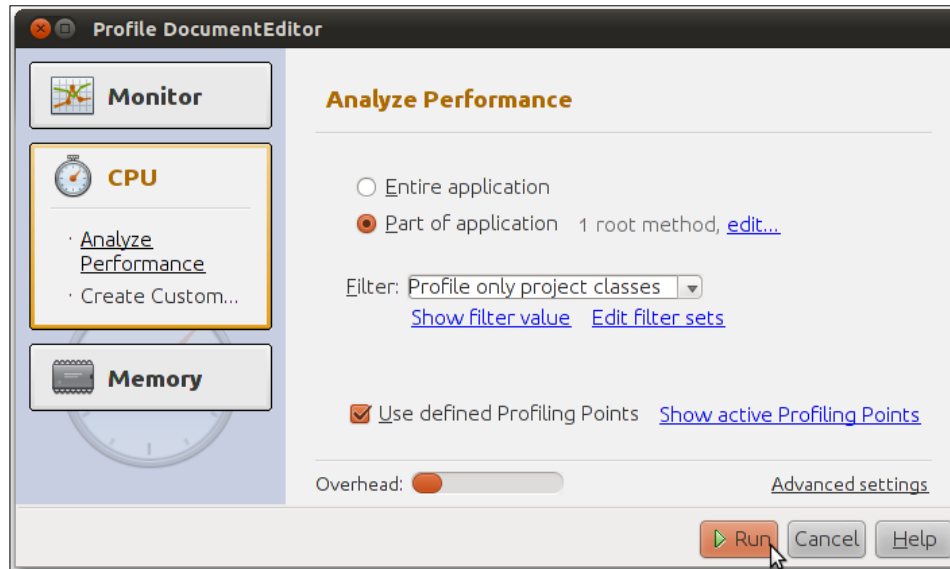 Profile DocumentEditor
Monitor
CPU
· Analyze
Performance
· Create Custom...
Memory
Analyze Performance
Entire application
Part of application 1 root method, edit...
Filter: Profile only project classes
Show filter value Edit filter sets
Use defined Profiling Points Show active Profiling Points
Overhead: Advanced settings
Run Cancel Help